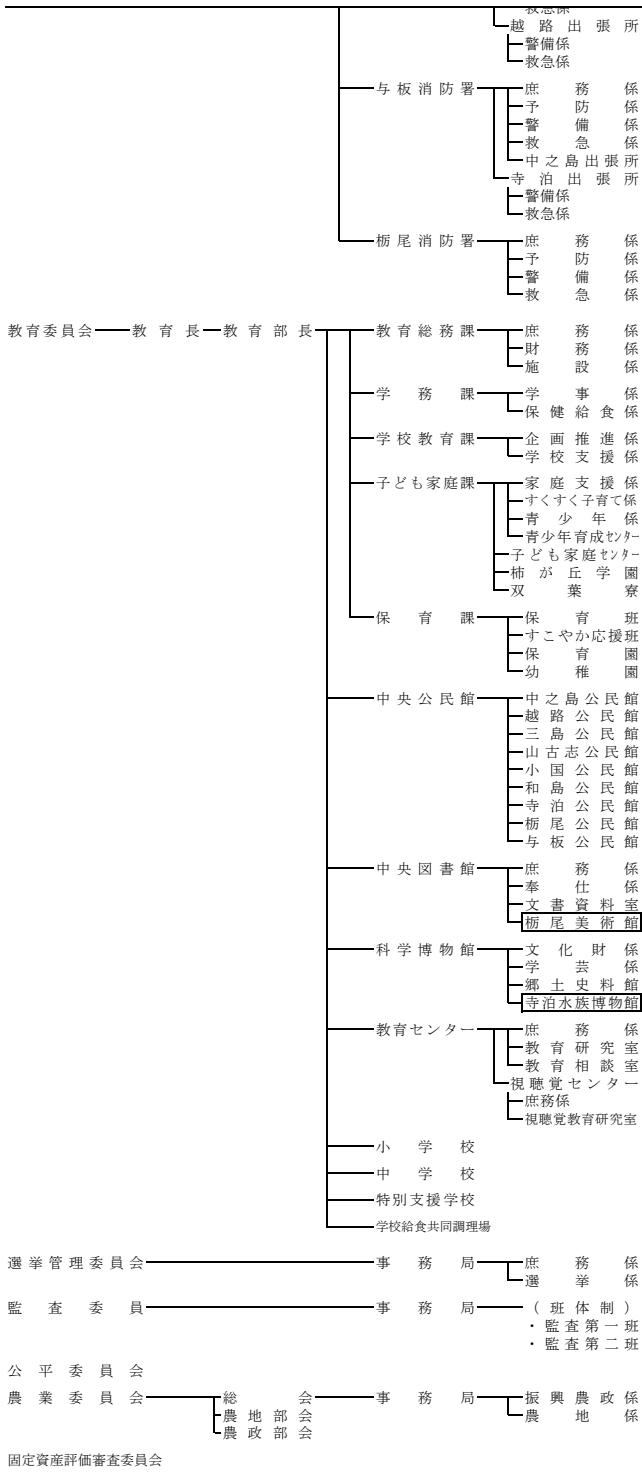 救急係
越路出張所
警備係
救急係
与板消防署 庶務係
予防係
警備係
救急係
中之島出張所
寺泊出張所
警備係
救急係
栃尾消防署 庶務係
予防係
警備係
救急係
教育委員会 教育長 教育部長 教育総務課 庶務係
財務係
施設係
学務課 学事係
保健給食係
学校教育課 企画推進係
学校支援係
子ども家庭課 家庭支援係
すくすく子育て係
青少年係
青少年育成センター
子ども家庭センター
柿が丘学園
双葉寮
保育課 保育班
すこやか応援班
保育園
幼稚園
中央公民館 中之島公民館
越路公民館
三島公民館
山古志公民館
小国公民館
和島公民館
寺泊公民館
栃尾公民館
与板公民館
中央図書館 庶務係
奉仕係
文書資料室
栃尾美術館
科学博物館 文化財係
学芸係
郷土史料館
寺泊水族博物館
教育センター 庶務係
教育研究室
教育相談室
視聴覚センター
庶務係
視聴覚教育研究室
小学校
中学校
特別支援学校
学校給食共同調理場
選挙管理委員会 事務局 庶務係
選挙係
監査委員 事務局 (班体制)
・監査第一班
・監査第二班
公平委員会
農業委員会 総会 事務局 振興農政係
農地部会 農地係
農政部会
固定資産評価審査委員会